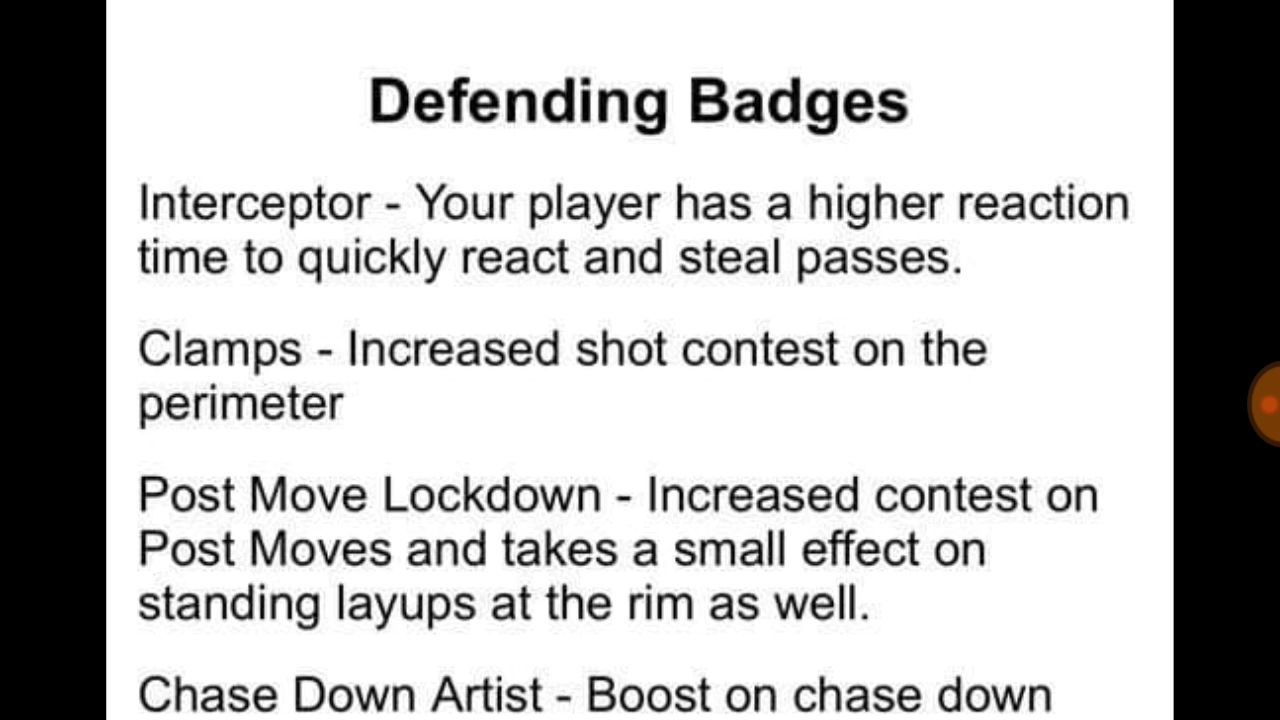 Defending Badges
Interceptor - Your player has a higher reaction
time to quickly react and steal passes.
Clamps - Increased shot contest on the
perimeter
Post Move Lockdown - Increased contest on
Post Moves and takes a small effect on
standing layups at the rim as well.
Chase Down Artist - Boost on chase down